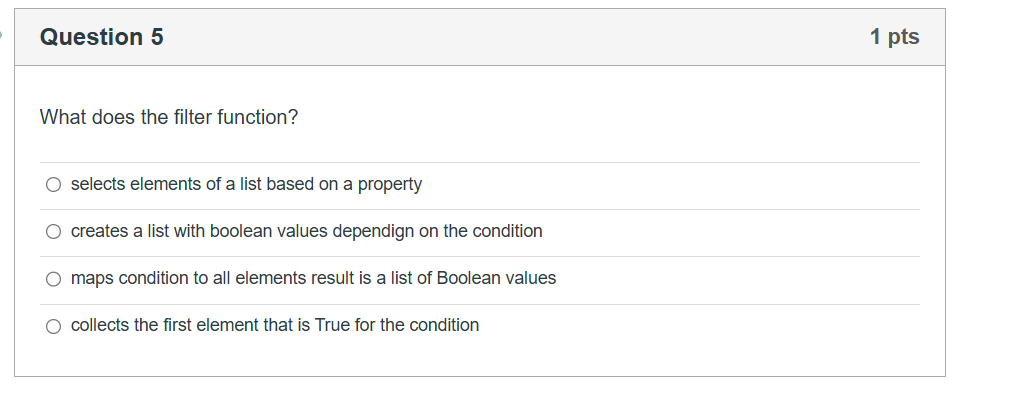 Question 5 1 pts
What does the filter function?
selects elements of a list based on a property
creates a list with boolean values dependign on the condition
maps condition to all elements result is a list of Boolean values
collects the first element that is True for the condition